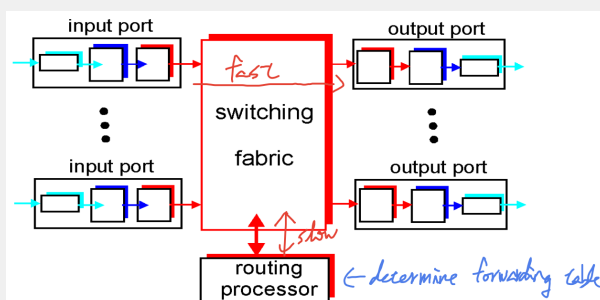 input port
output port
fast
switching
fabric
input port
output port
slow
routing
processor
← determine forwarding table